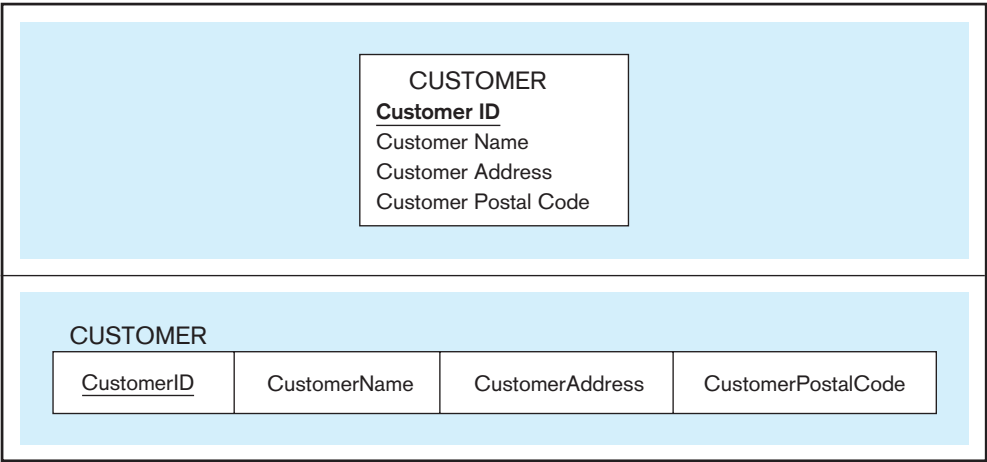 CUSTOMER
Customer ID
Customer Name
Customer Address
Customer Postal Code
CUSTOMER
CustomerID CustomerName CustomerAddress CustomerPostalCode